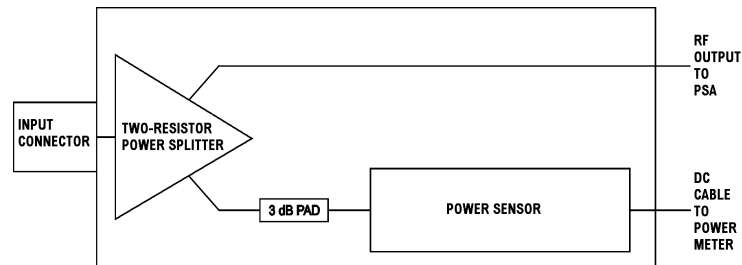 INPUT
CONNECTOR
TWO-RESISTOR
POWER SPLITTER
RF
OUTPUT
TO
PSA
3 dB PAD
POWER SENSOR
DC
CABLE
TO
POWER
METER